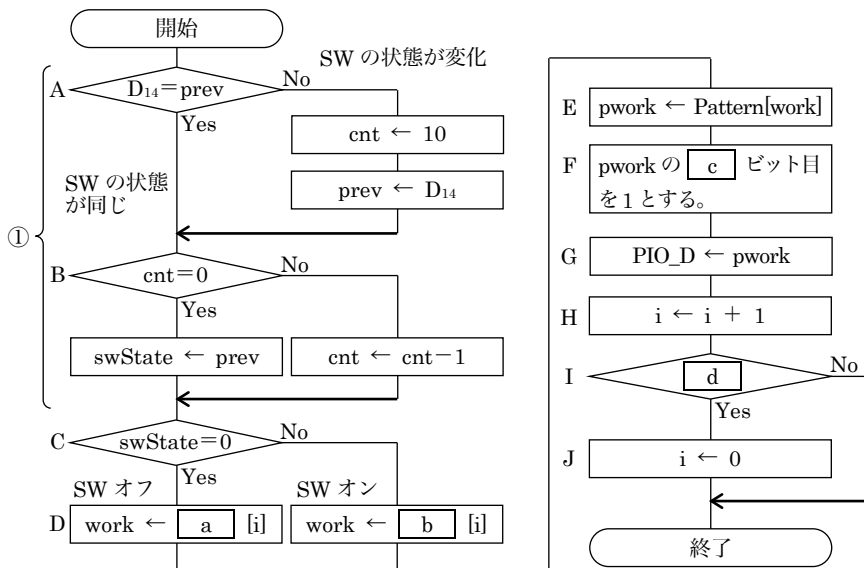 開始
SW の状態が変化
A
D₁₄=prev
No
Yes
cnt ← 10
prev ← D₁₄
SW の状態
が同じ
①
B
cnt=0
No
Yes
swState ← prev
cnt ← cnt−1
C
swState=0
No
Yes
SW オフ
SW オン
D
work ← a [i]
work ← b [i]
E
pwork ← Pattern[work]
F
pwork の c ビット目
を 1 とする。
G
PIO_D ← pwork
H
i ← i + 1
I
d
No
Yes
J
i ← 0
終了